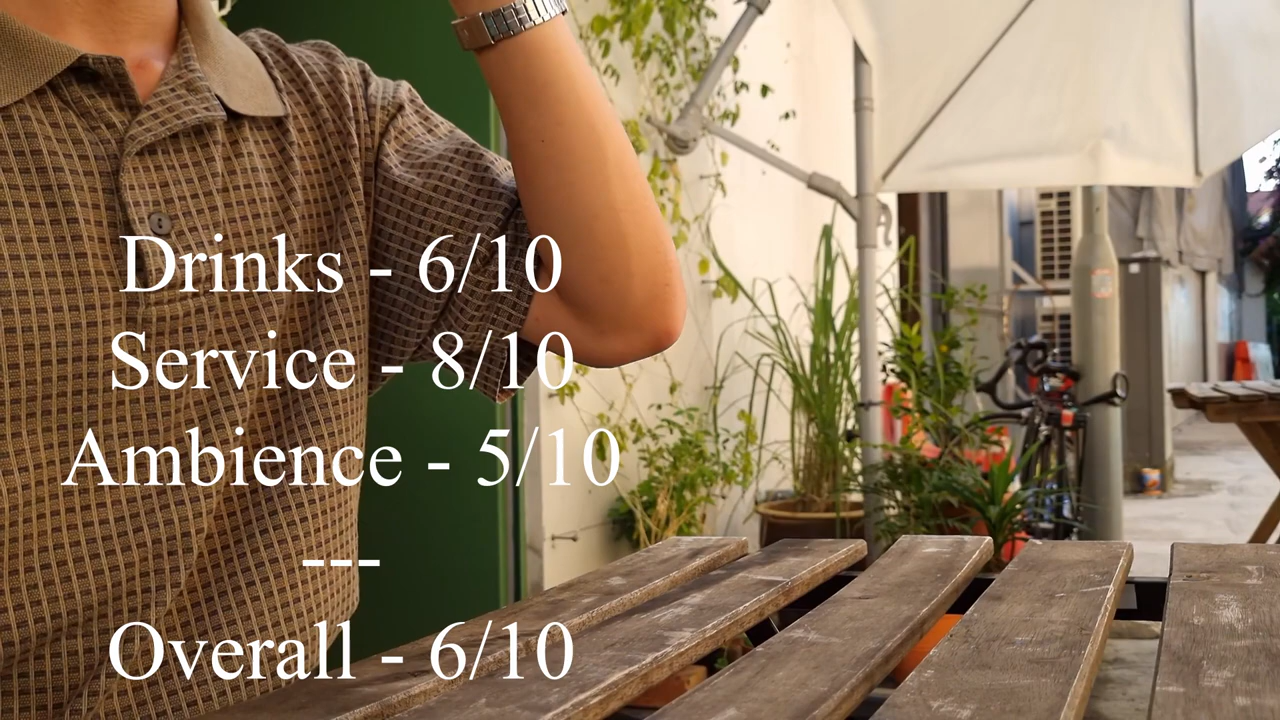 Drinks - 6/10
Service - 8/10
Ambience - 5/10
---
Overall - 6/10